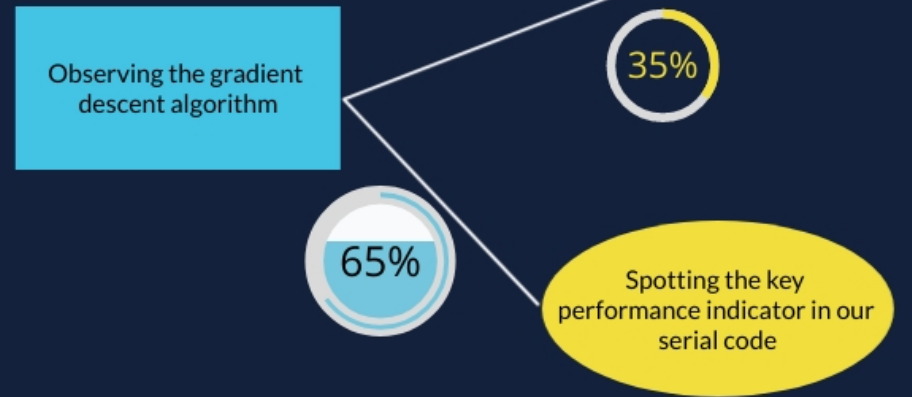 Observing the gradient
descent algorithm
35%
65%
Spotting the key
performance indicator in our
serial code